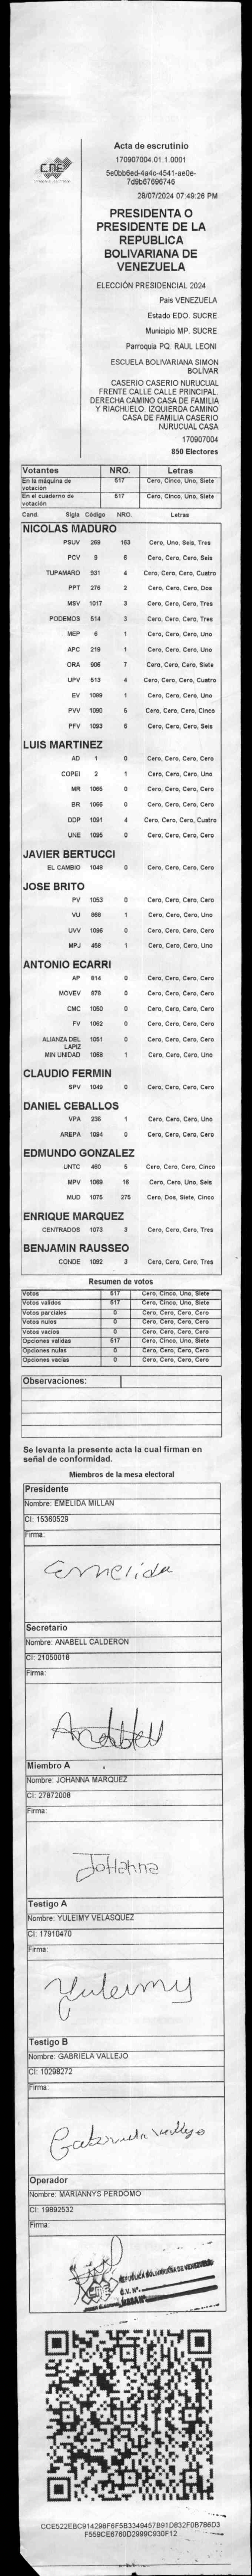 CNE
Acta de escrutinio
170907004.01.1.0001
5e0bb6ed-4a4c-4541-ae0e-
7d9b67696746
28/07/2024 07:49:26 PM
PRESIDENTA O
PRESIDENTE DE LA
REPUBLICA
BOLIVARIANA DE
VENEZUELA
ELECCIÓN PRESIDENCIAL 2024
País VENEZUELA
Estado EDO. SUCRE
Municipio MP. SUCRE
Parroquia PQ. RAUL LEONI
ESCUELA BOLIVARIANA SIMON
BOLÍVAR
CASERIO CASERIO NURUCUAL
FRENTE CALLE CALLE PRINCIPAL.
DERECHA CAMINO CASA DE FAMILIA
Y RIACHUELO. IZQUIERDA CAMINO
CASA DE FAMILIA CASERIO
NURUCUAL CASA
170907004
850 Electores
Votantes NRO. Letras
En la máquina de votación 517 Cero, Cinco, Uno, Siete
En el cuaderno de votación 517 Cero, Cinco, Uno, Siete
Cand. Sigla Código NRO. Letras
NICOLAS MADURO
PSUV 269 163 Cero, Uno, Seis, Tres
PCV 9 6 Cero, Cero, Cero, Seis
TUPAMARO 931 4 Cero, Cero, Cero, Cuatro
PPT 276 2 Cero, Cero, Cero, Dos
MSV 1017 3 Cero, Cero, Cero, Tres
PODEMOS 514 3 Cero, Cero, Cero, Tres
MEP 6 1 Cero, Cero, Cero, Uno
APC 219 1 Cero, Cero, Cero, Uno
ORA 906 7 Cero, Cero, Cero, Siete
UPV 513 4 Cero, Cero, Cero, Cuatro
EV 1089 1 Cero, Cero, Cero, Uno
PVV 1090 5 Cero, Cero, Cero, Cinco
PFV 1093 6 Cero, Cero, Cero, Seis
LUIS MARTINEZ
AD 1 0 Cero, Cero, Cero, Cero
COPEI 2 1 Cero, Cero, Cero, Uno
MR 1065 0 Cero, Cero, Cero, Cero
BR 1066 0 Cero, Cero, Cero, Cero
DDP 1091 4 Cero, Cero, Cero, Cuatro
UNE 1095 0 Cero, Cero, Cero, Cero
JAVIER BERTUCCI
EL CAMBIO 1048 0 Cero, Cero, Cero, Cero
JOSE BRITO
PV 1053 0 Cero, Cero, Cero, Cero
VU 868 1 Cero, Cero, Cero, Uno
UVV 1096 0 Cero, Cero, Cero, Cero
MPJ 458 1 Cero, Cero, Cero, Uno
ANTONIO ECARRI
AP 814 0 Cero, Cero, Cero, Cero
MOVEV 878 0 Cero, Cero, Cero, Cero
CMC 1050 0 Cero, Cero, Cero, Cero
FV 1062 0 Cero, Cero, Cero, Cero
ALIANZA DEL LAPIZ 1051 0 Cero, Cero, Cero, Cero
MIN UNIDAD 1068 1 Cero, Cero, Cero, Uno
CLAUDIO FERMIN
SPV 1049 0 Cero, Cero, Cero, Cero
DANIEL CEBALLOS
VPA 236 1 Cero, Cero, Cero, Uno
AREPA 1094 0 Cero, Cero, Cero, Cero
EDMUNDO GONZALEZ
UNTC 460 5 Cero, Cero, Cero, Cinco
MPV 1069 16 Cero, Cero, Uno, Seis
MUD 1075 275 Cero, Dos, Siete, Cinco
ENRIQUE MARQUEZ
CENTRADOS 1073 3 Cero, Cero, Cero, Tres
BENJAMIN RAUSSEO
CONDE 1092 3 Cero, Cero, Cero, Tres
Resumen de votos
Votos 517 Cero, Cinco, Uno, Siete
Votos validos 517 Cero, Cinco, Uno, Siete
Votos parciales 0 Cero, Cero, Cero, Cero
Votos nulos 0 Cero, Cero, Cero, Cero
Votos vacios 0 Cero, Cero, Cero, Cero
Opciones validas 517 Cero, Cinco, Uno, Siete
Opciones nulas 0 Cero, Cero, Cero, Cero
Opciones vacias 0 Cero, Cero, Cero, Cero
Observaciones:
Se levanta la presente acta la cual firman en
señal de conformidad.
Miembros de la mesa electoral
Presidente
Nombre: EMELIDA MILLAN
CI: 15360529
Firma:
Emelida
Secretario
Nombre: ANABELL CALDERON
CI: 21050018
Firma:
Anabell
Miembro A
Nombre: JOHANNA MARQUEZ
CI: 27872008
Firma:
Johanna
Testigo A
Nombre: YULEIMY VELASQUEZ
CI: 17910470
Firma:
Yuleimy
Testigo B
Nombre: GABRIELA VALLEJO
CI: 10298272
Firma:
Gabriela Vallejo
Operador
Nombre: MARIANNYS PERDOMO
CI: 19892532
Firma:
REPÚBLICA BOLIVARIANA DE VENEZUELA
C.V. N°
MESA N°
CCE522EBC91429BF6F5B3349457B91D832F0B786D3
F559CE6760D2999C930F12